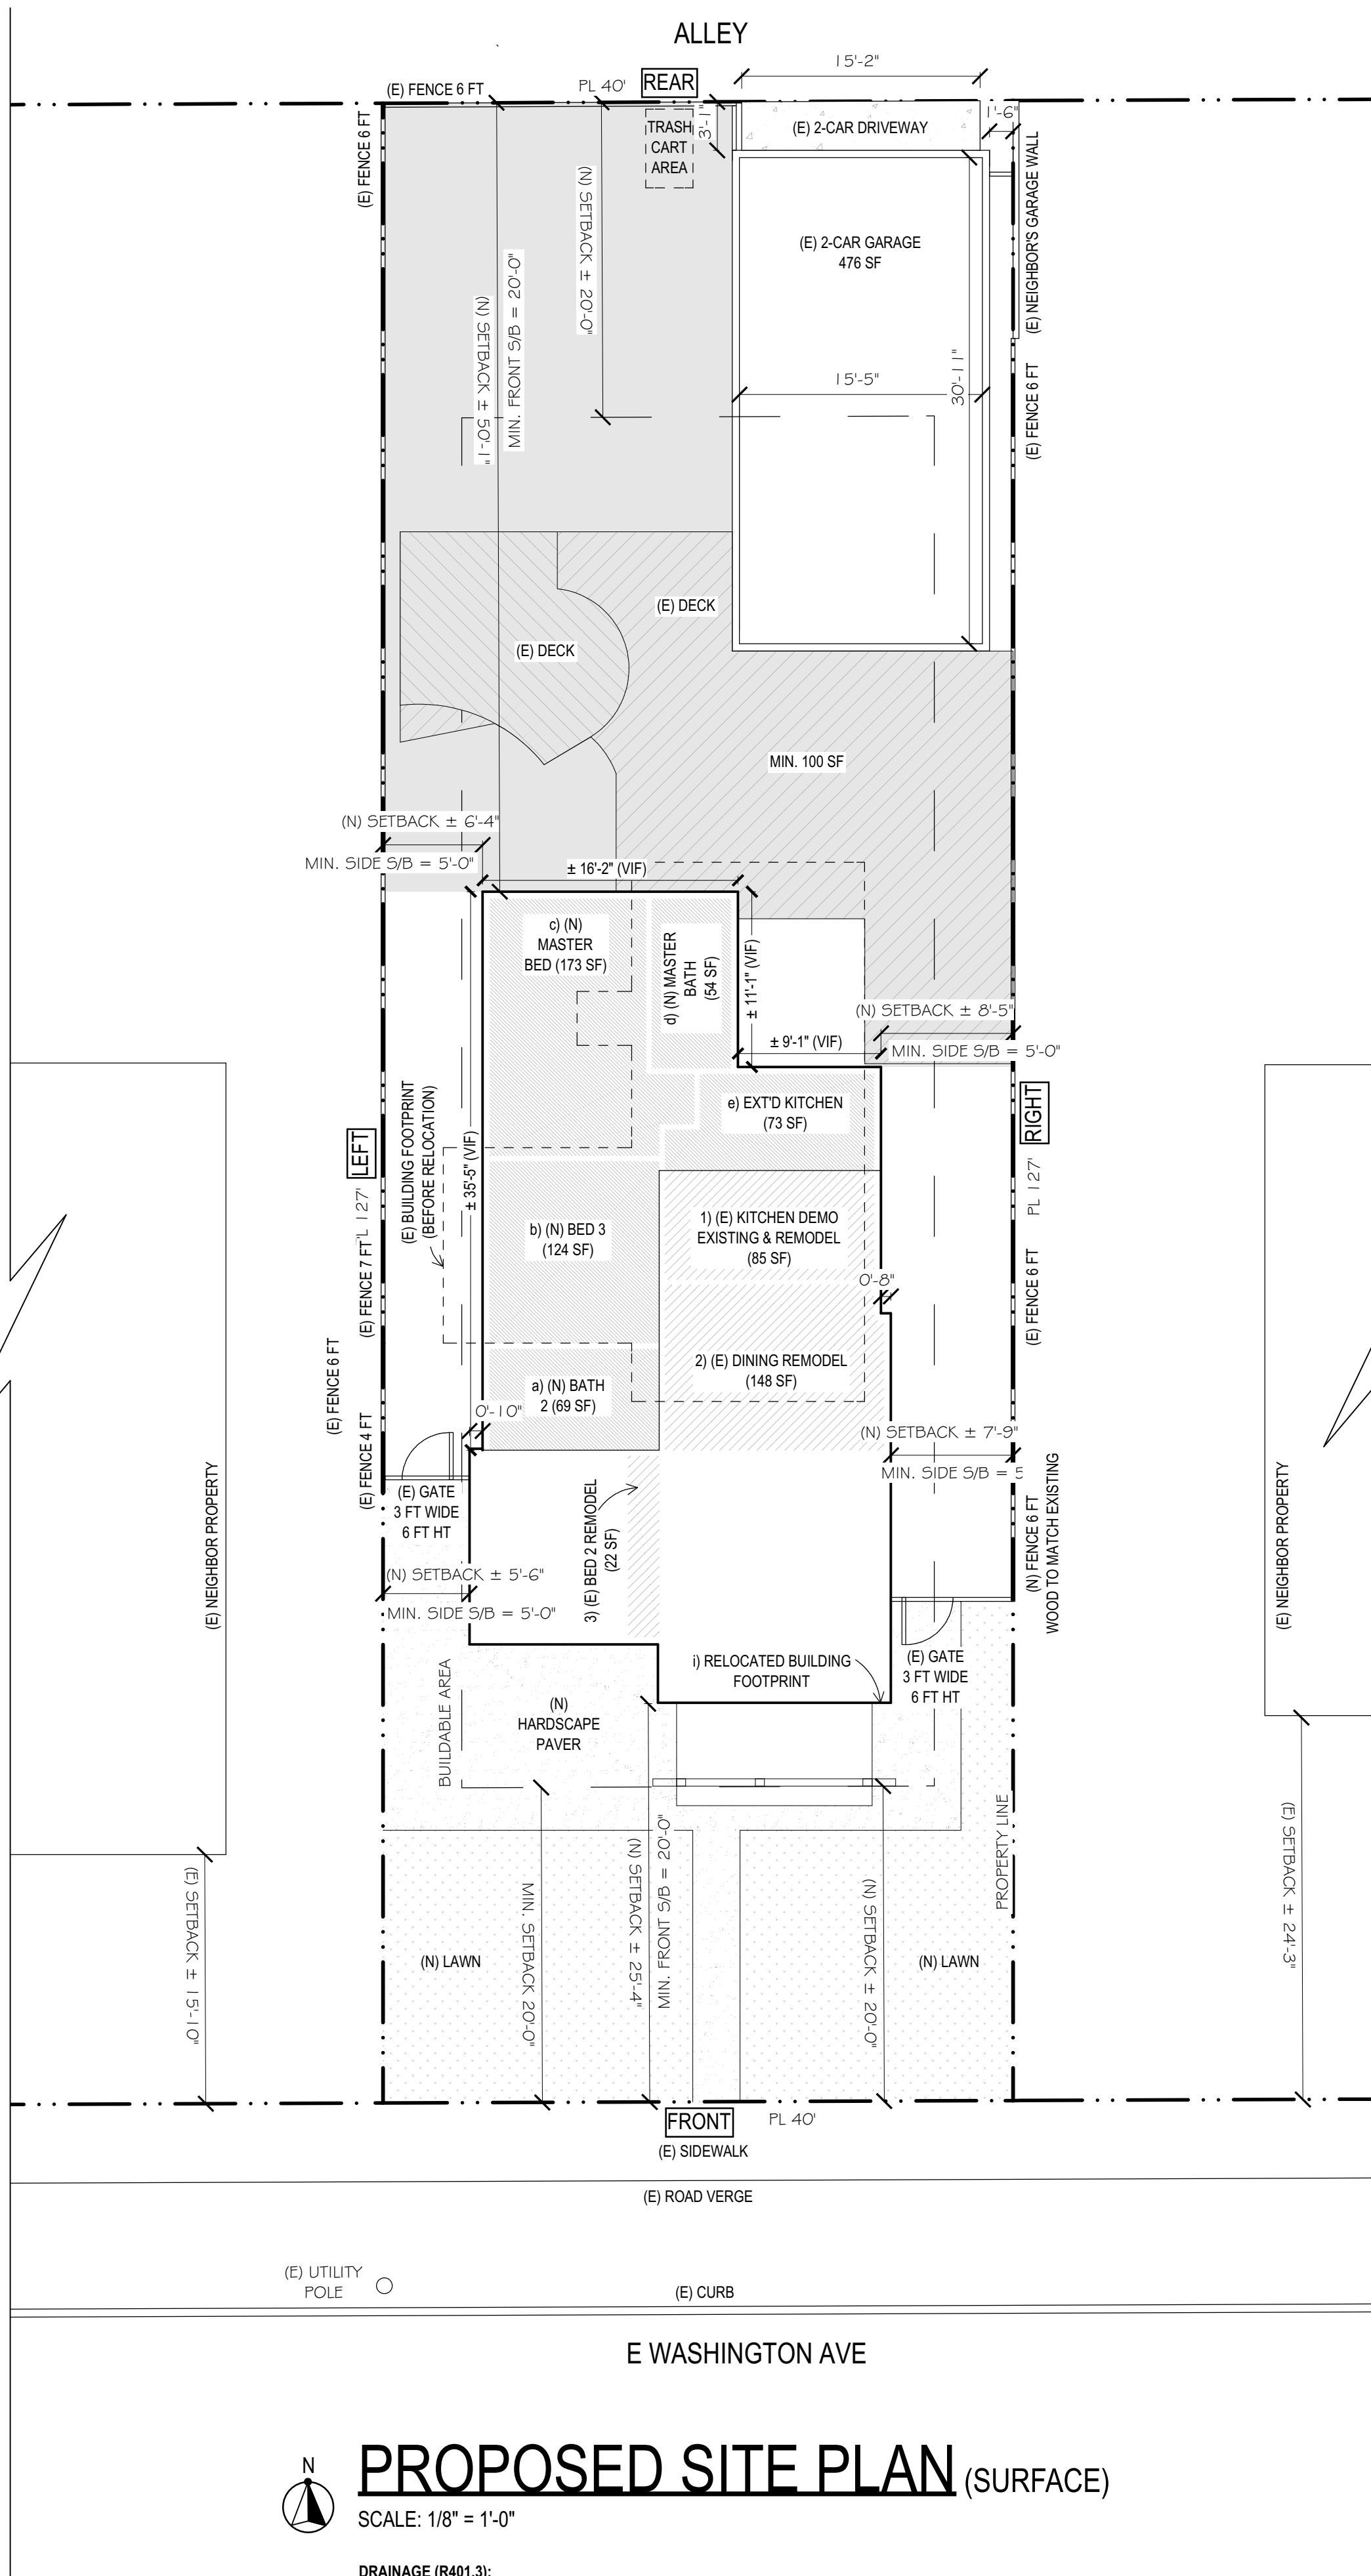 ALLEY
15'-2"
(E) FENCE 6 FT
PL 40'
REAR
1'-6"
3'-1"
TRASH
CART
AREA
(E) 2-CAR DRIVEWAY
(E) FENCE 6 FT
(E) NEIGHBOR'S GARAGE WALL
(N) SETBACK ± 20'-0"
(E) 2-CAR GARAGE
476 SF
(N) SETBACK ± 50'-1"
MIN. FRONT S/B = 20'-0"
15'-5"
30'-11"
(E) FENCE 6 FT
(E) DECK
(E) DECK
MIN. 100 SF
(N) SETBACK ± 6'-4"
MIN. SIDE S/B = 5'-0"
± 16'-2" (VIF)
c) (N)
MASTER
BED (173 SF)
d) (N) MASTER
BATH
(54 SF)
± 11'-1" (VIF)
(N) SETBACK ± 8'-5"
± 9'-1" (VIF)
MIN. SIDE S/B = 5'-0"
e) EXT'D KITCHEN
(73 SF)
LEFT
RIGHT
(E) BUILDING FOOTPRINT
(BEFORE RELOCATION)
± 35'-5" (VIF)
'L 127'
PL 127'
b) (N) BED 3
(124 SF)
1) (E) KITCHEN DEMO
EXISTING & REMODEL
(85 SF)
(E) FENCE 7 FT
0'-8"
(E) FENCE 6 FT
(E) FENCE 6 FT
2) (E) DINING REMODEL
(148 SF)
a) (N) BATH
2 (69 SF)
0'-10"
(E) FENCE 4 FT
(N) SETBACK ± 7'-9"
MIN. SIDE S/B = 5
(E) NEIGHBOR PROPERTY
(E) GATE
3 FT WIDE
6 FT HT
3) (E) BED 2 REMODEL
(22 SF)
(N) FENCE 6 FT
WOOD TO MATCH EXISTING
(E) NEIGHBOR PROPERTY
(N) SETBACK ± 5'-6"
MIN. SIDE S/B = 5'-0"
i) RELOCATED BUILDING
FOOTPRINT
(E) GATE
3 FT WIDE
6 FT HT
BUILDABLE AREA
(N)
HARDSCAPE
PAVER
PROPERTY LINE
(E) SETBACK ± 15'-10"
MIN. SETBACK 20'-0"
(N) SETBACK ± 25'-4"
MIN. FRONT S/B = 20'-0"
(N) SETBACK ± 20'-0"
(E) SETBACK ± 24'-3"
(N) LAWN
(N) LAWN
FRONT
PL 40'
(E) SIDEWALK
(E) ROAD VERGE
(E) UTILITY
POLE
(E) CURB
E WASHINGTON AVE
N
PROPOSED SITE PLAN (SURFACE)
SCALE: 1/8" = 1'-0"
DRAINAGE (R401.3):